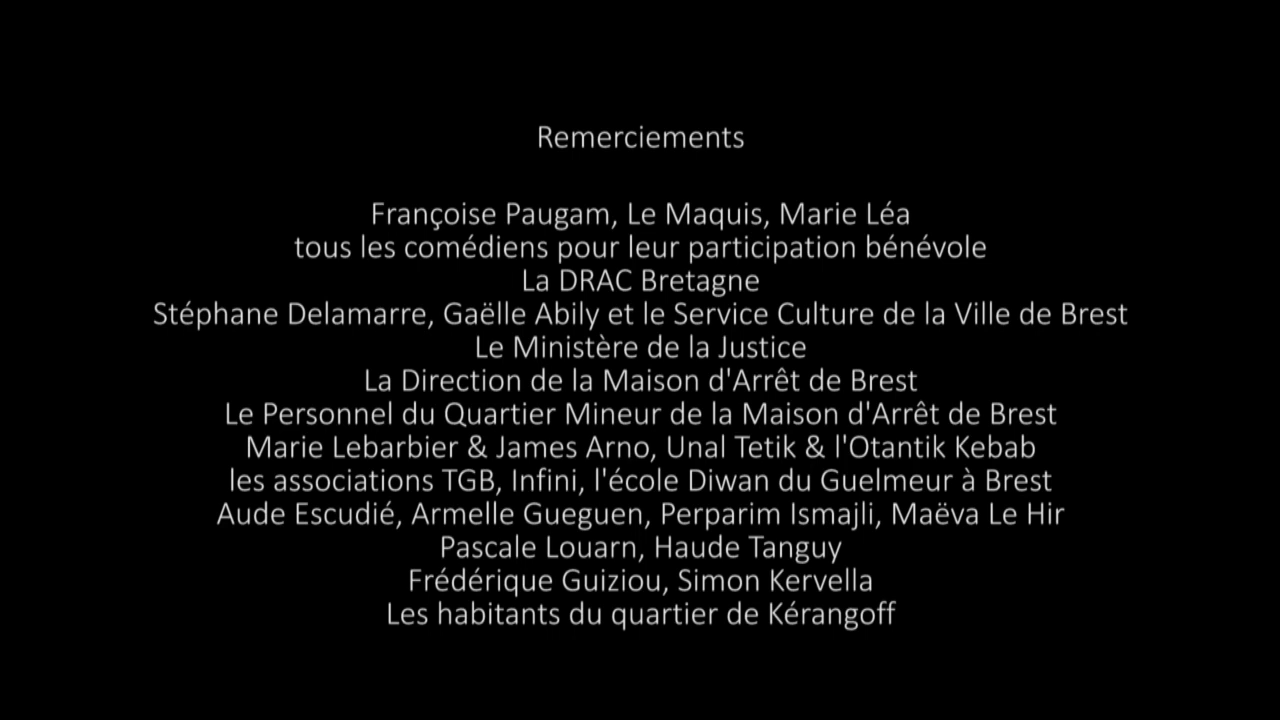 Remerciements
Françoise Paugam, Le Maquis, Marie Léa
tous les comédiens pour leur participation bénévole
La DRAC Bretagne
Stéphane Delamarre, Gaëlle Abily et le Service Culture de la Ville de Brest
Le Ministère de la Justice
La Direction de la Maison d'Arrêt de Brest
Le Personnel du Quartier Mineur de la Maison d'Arrêt de Brest
Marie Lebarbier & James Arno, Unal Tetik & l'Otantik Kebab
les associations TGB, Infini, l'école Diwan du Guelmeur à Brest
Aude Escudié, Armelle Gueguen, Perparim Ismajli, Maëva Le Hir
Pascale Louarn, Haude Tanguy
Frédérique Guiziou, Simon Kervella
Les habitants du quartier de Kérangoff